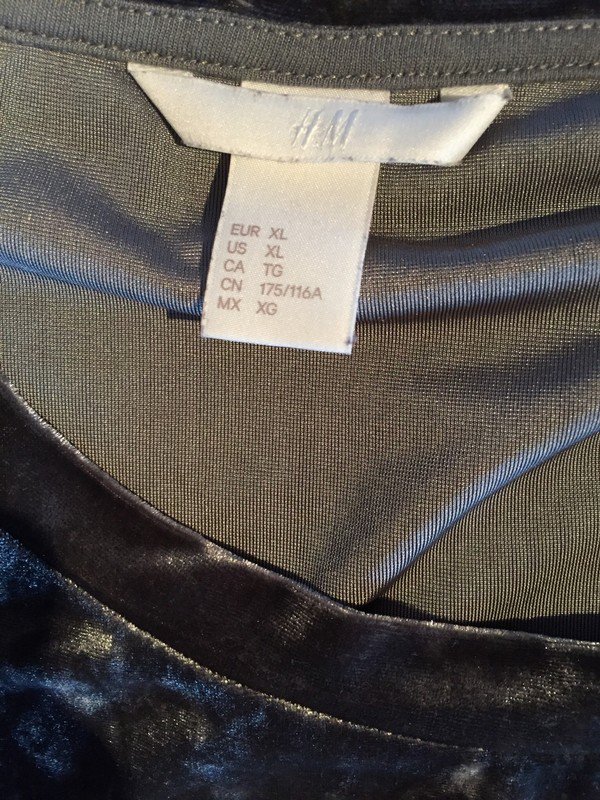 H&M
EUR XL
US XL
CA TG
CN 175/116A
MX XG